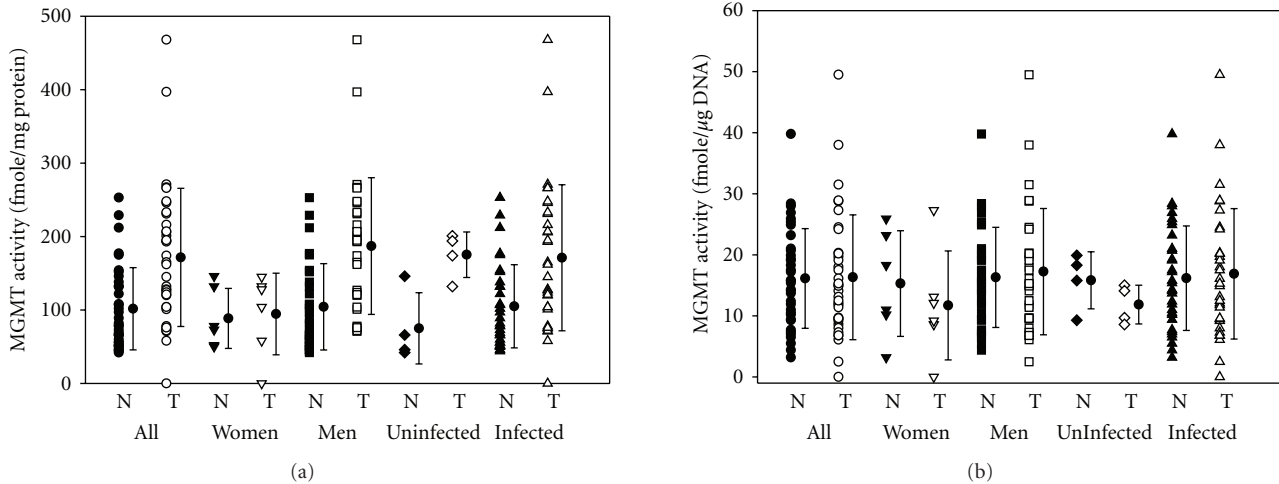 MGMT activity (fmole/mg protein)
500
400
300
200
100
0
N T N T N T N T N T
All Women Men Uninfected Infected
(a)
MGMT activity (fmole/µg DNA)
60
50
40
30
20
10
0
N T N T N T N T N T
All Women Men UnInfected Infected
(b)